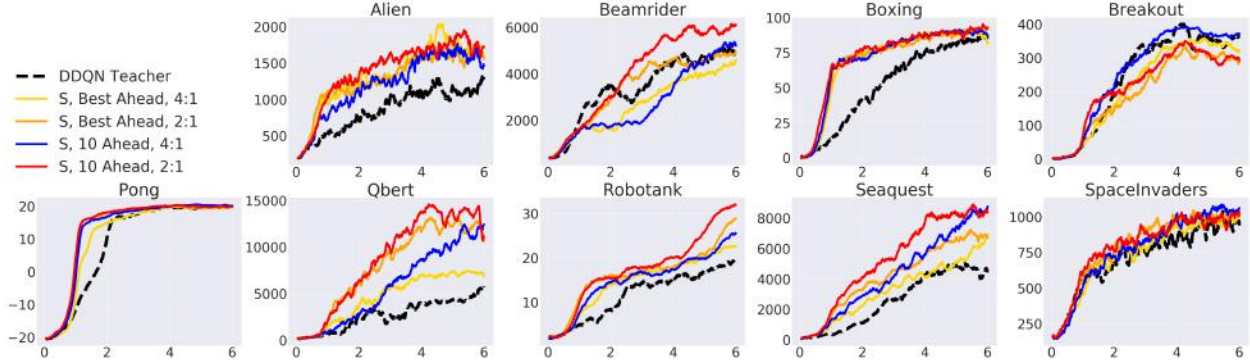 Alien
Beamrider
Boxing
Breakout
2000
1500
1000
500
0 2 4 6
6000
4000
2000
0 2 4 6
100
75
50
25
0
0 2 4 6
400
300
200
100
0
0 2 4 6
DDQN Teacher
S, Best Ahead, 4:1
S, Best Ahead, 2:1
S, 10 Ahead, 4:1
S, 10 Ahead, 2:1
Pong
Qbert
Robotank
Seaquest
SpaceInvaders
20
10
0
−10
−20
0 2 4 6
15000
10000
5000
0
0 2 4 6
30
20
10
0 2 4 6
8000
6000
4000
2000
0
0 2 4 6
1000
750
500
250
0 2 4 6